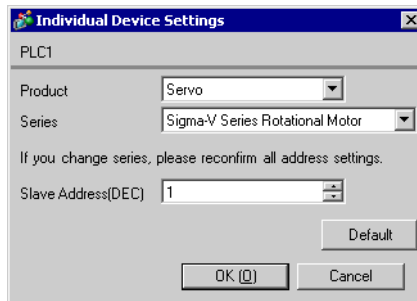 Individual Device Settings
PLC1
Product Servo
Series Sigma-V Series Rotational Motor
If you change series, please reconfirm all address settings.
Slave Address(DEC) 1
Default
OK (O) Cancel